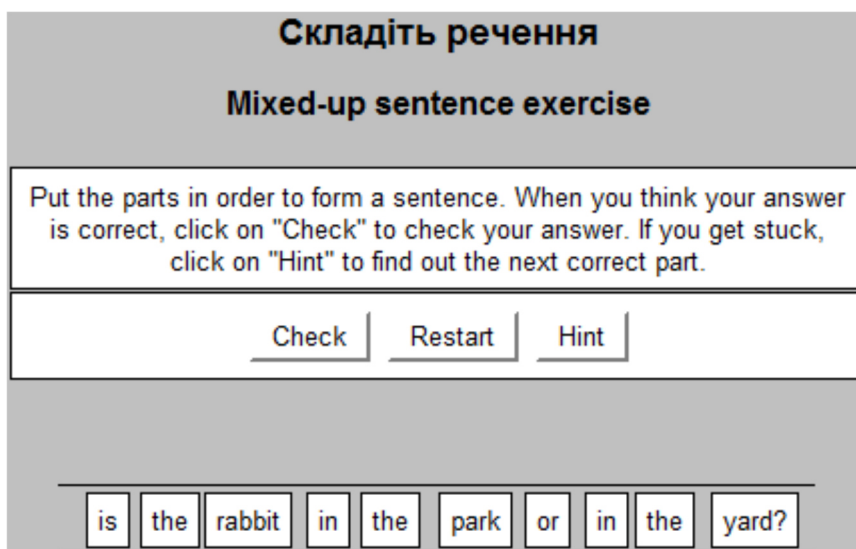 Складіть речення
Mixed-up sentence exercise
Put the parts in order to form a sentence. When you think your answer
is correct, click on "Check" to check your answer. If you get stuck,
click on "Hint" to find out the next correct part.
Check Restart Hint
is the rabbit in the park or in the yard?